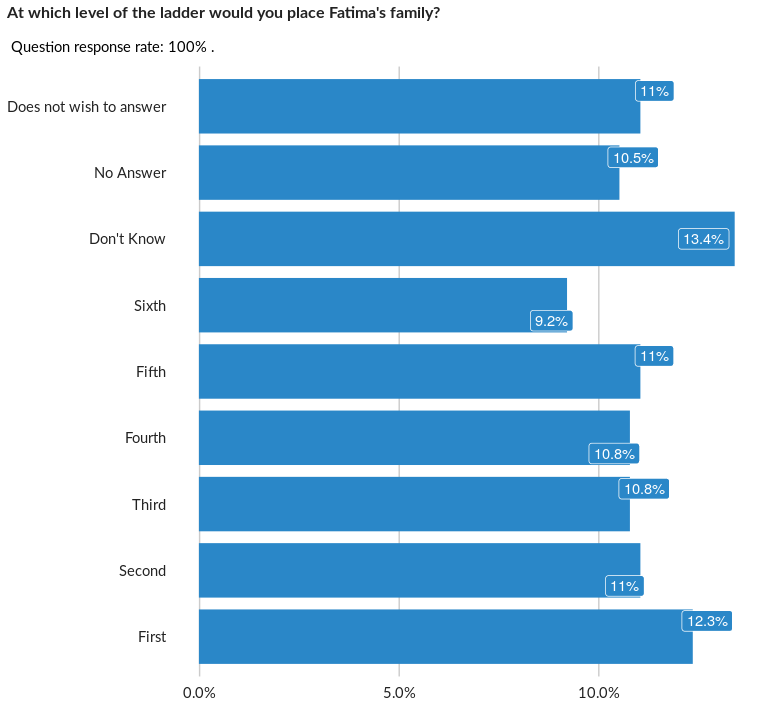 At which level of the ladder would you place Fatima's family?
Question response rate: 100% .
Does not wish to answer 11%
No Answer 10.5%
Don't Know 13.4%
Sixth 9.2%
Fifth 11%
Fourth 10.8%
Third 10.8%
Second 11%
First 12.3%
0.0% 5.0% 10.0%